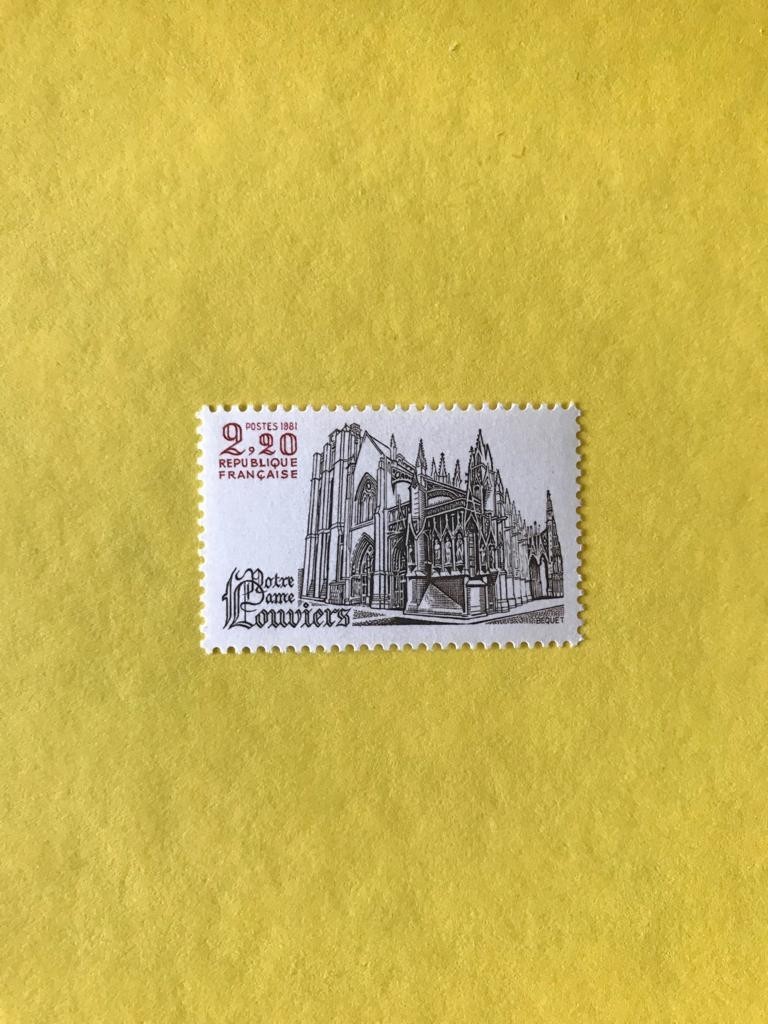 POSTES 1981
2,20
REPUBLIQUE
FRANÇAISE
Notre
Dame
Louviers
BEQUET